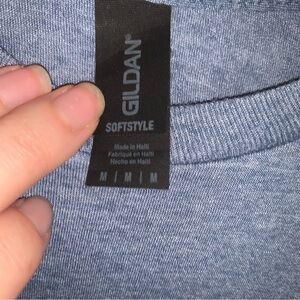 GILDAN®
SOFTSTYLE
Made in Haiti
Fabriqué en Haïti
Hecho en Haití
M | M | M